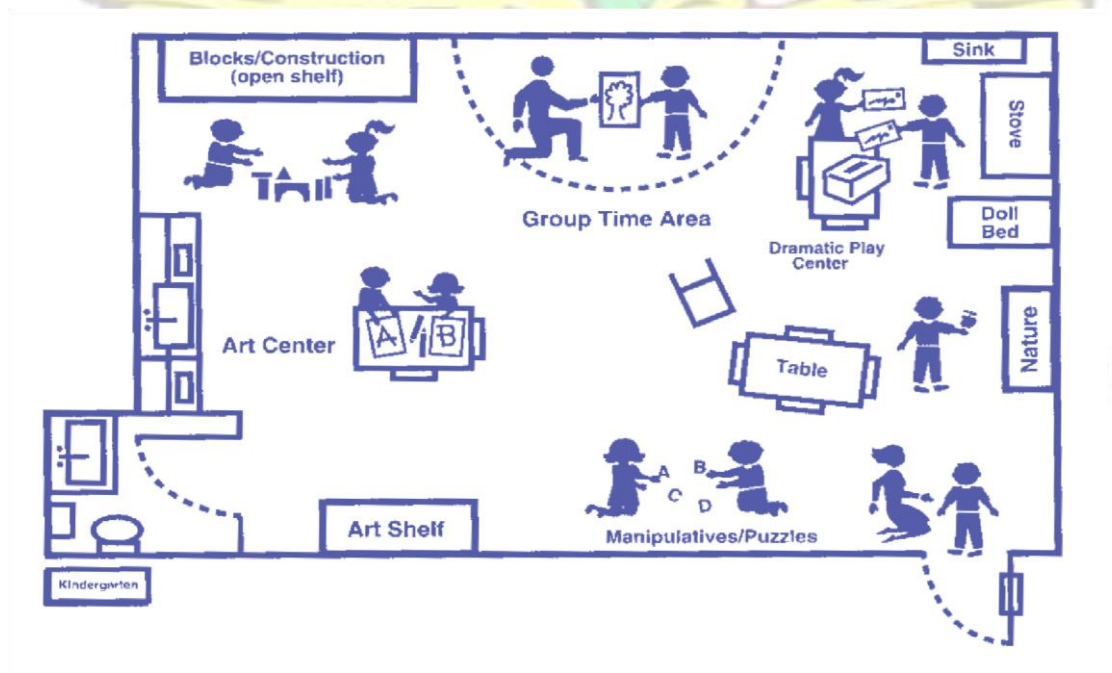 Blocks/Construction
(open shelf)
Sink
Stove
Group Time Area
Doll
Bed
Dramatic Play
Center
Art Center
A
B
Table
Nature
A
B
C
D
Manipulatives/Puzzles
Art Shelf
Kindergarten